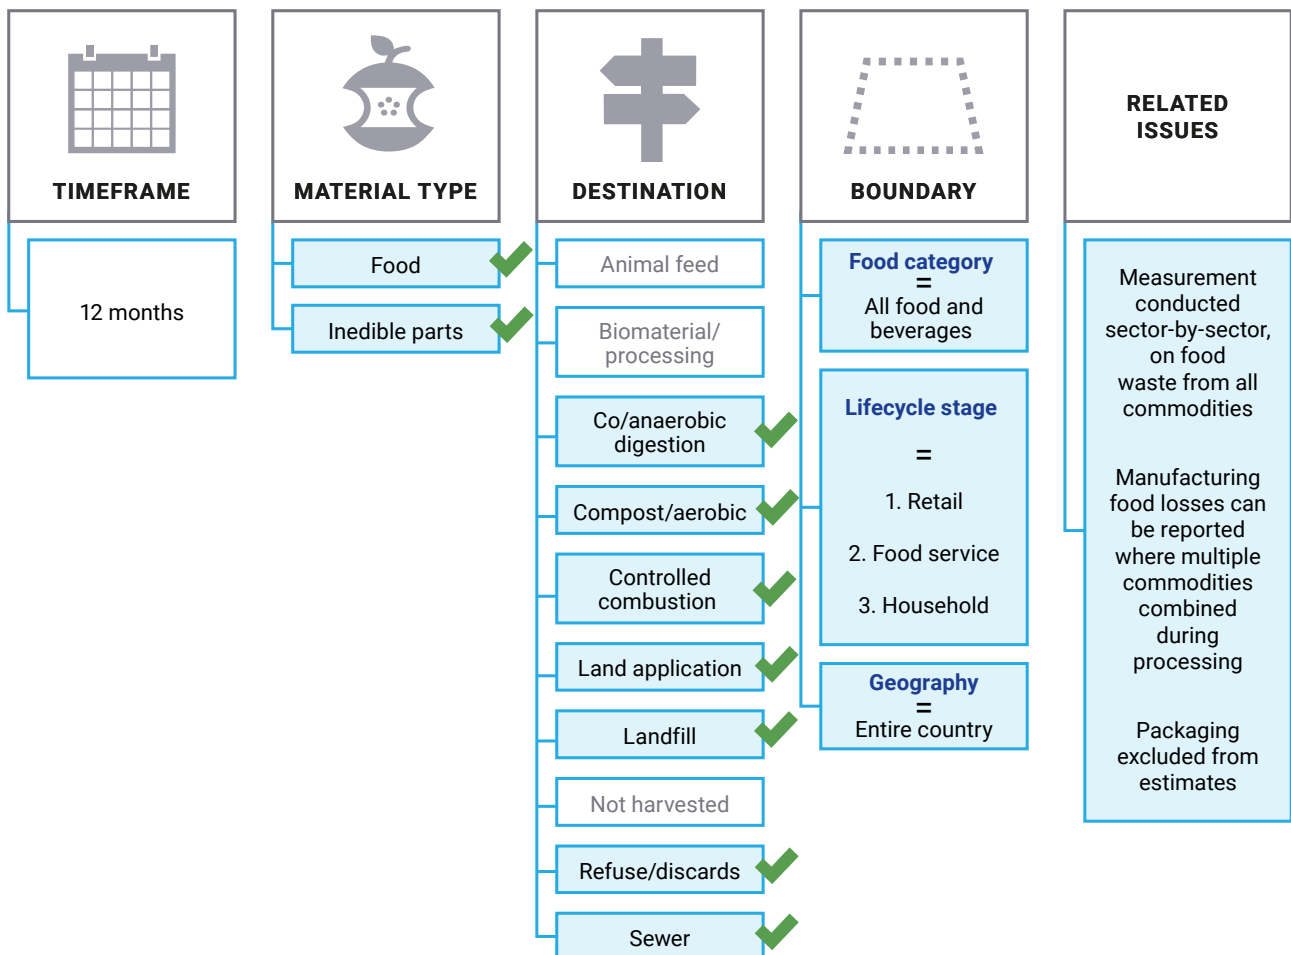 TIMEFRAME
12 months
MATERIAL TYPE
Food
Inedible parts
DESTINATION
Animal feed
Biomaterial/
processing
Co/anaerobic
digestion
Compost/aerobic
Controlled
combustion
Land application
Landfill
Not harvested
Refuse/discards
Sewer
BOUNDARY
Food category
=
All food and
beverages
Lifecycle stage
=
1. Retail
2. Food service
3. Household
Geography
=
Entire country
RELATED
ISSUES
Measurement
conducted
sector-by-sector,
on food
waste from all
commodities
Manufacturing
food losses can
be reported
where multiple
commodities
combined
during
processing
Packaging
excluded from
estimates